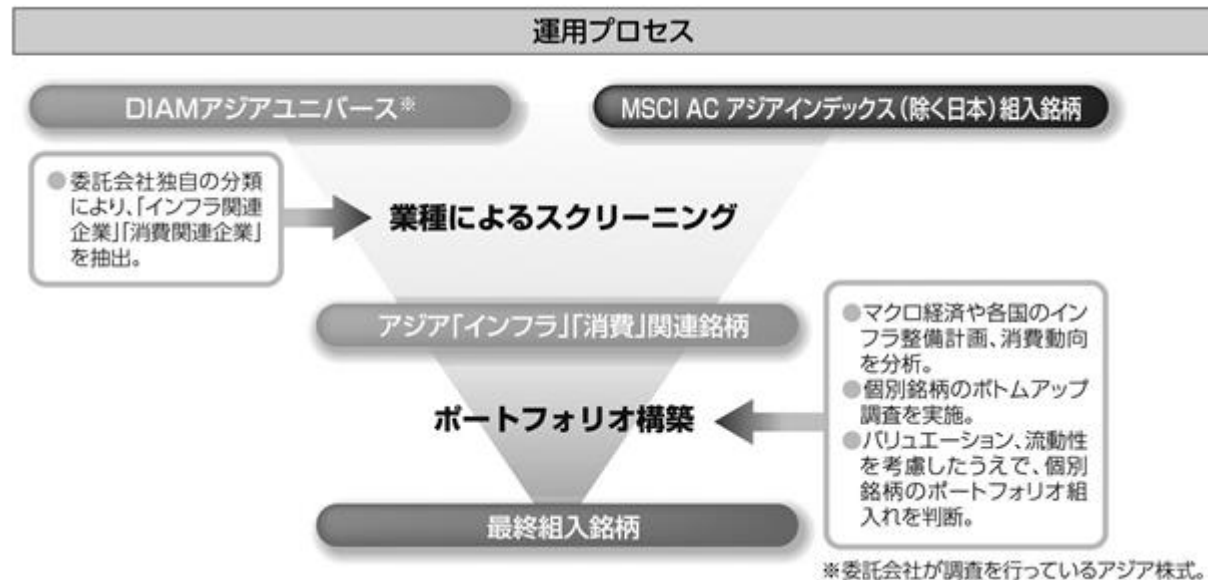 運用プロセス
DIAMアジアユニバース※
MSCI AC アジアインデックス(除く日本)組入銘柄
●委託会社独自の分類
により、「インフラ関連
企業」「消費関連企業」
を抽出。
業種によるスクリーニング
アジア「インフラ」「消費」関連銘柄
●マクロ経済や各国のイン
フラ整備計画、消費動向
を分析。
●個別銘柄のボトムアップ
調査を実施。
●バリュエーション、流動性
を考慮したうえで、個別
銘柄のポートフォリオ組
入れを判断。
ポートフォリオ構築
最終組入銘柄
※委託会社が調査を行っているアジア株式。